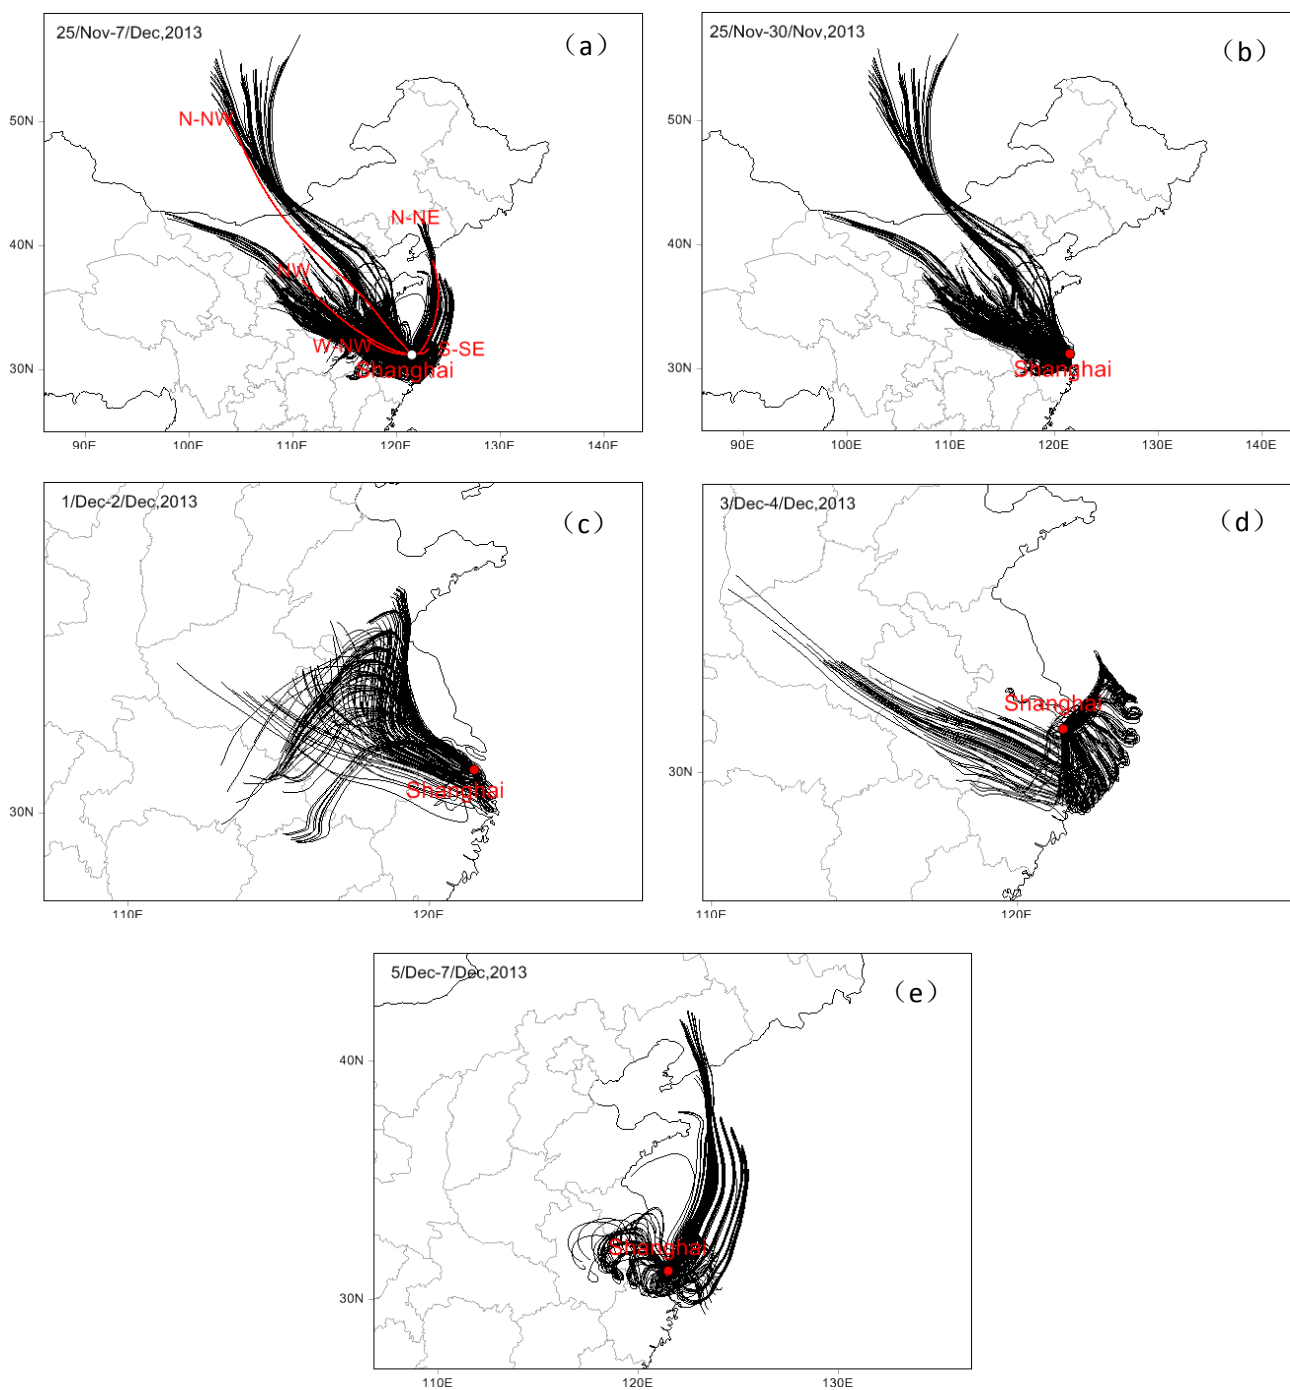 25/Nov-7/Dec,2013
（a）
N-NW
N-NE
NW
W-NW
S-SE
Shanghai
50N
40N
30N
90E
100E
110E
120E
130E
140E
25/Nov-30/Nov,2013
（b）
Shanghai
50N
40N
30N
90E
100E
110E
120E
130E
140E
1/Dec-2/Dec,2013
（c）
Shanghai
30N
110E
120E
3/Dec-4/Dec,2013
（d）
Shanghai
30N
110E
120E
5/Dec-7/Dec,2013
（e）
40N
Shanghai
30N
110E
120E
130E